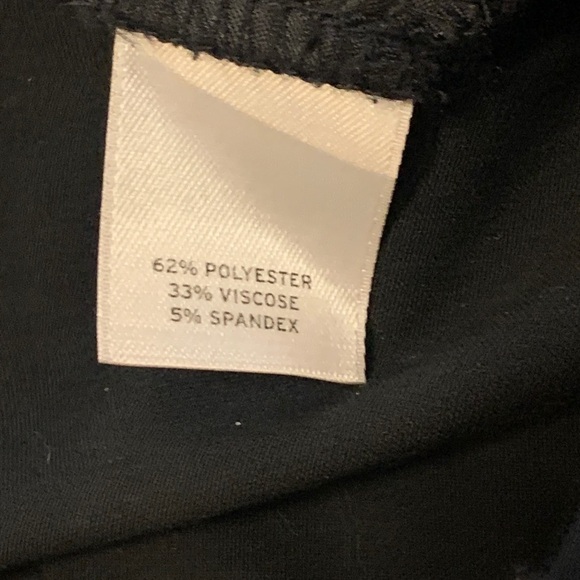 62% POLYESTER
33% VISCOSE
5% SPANDEX